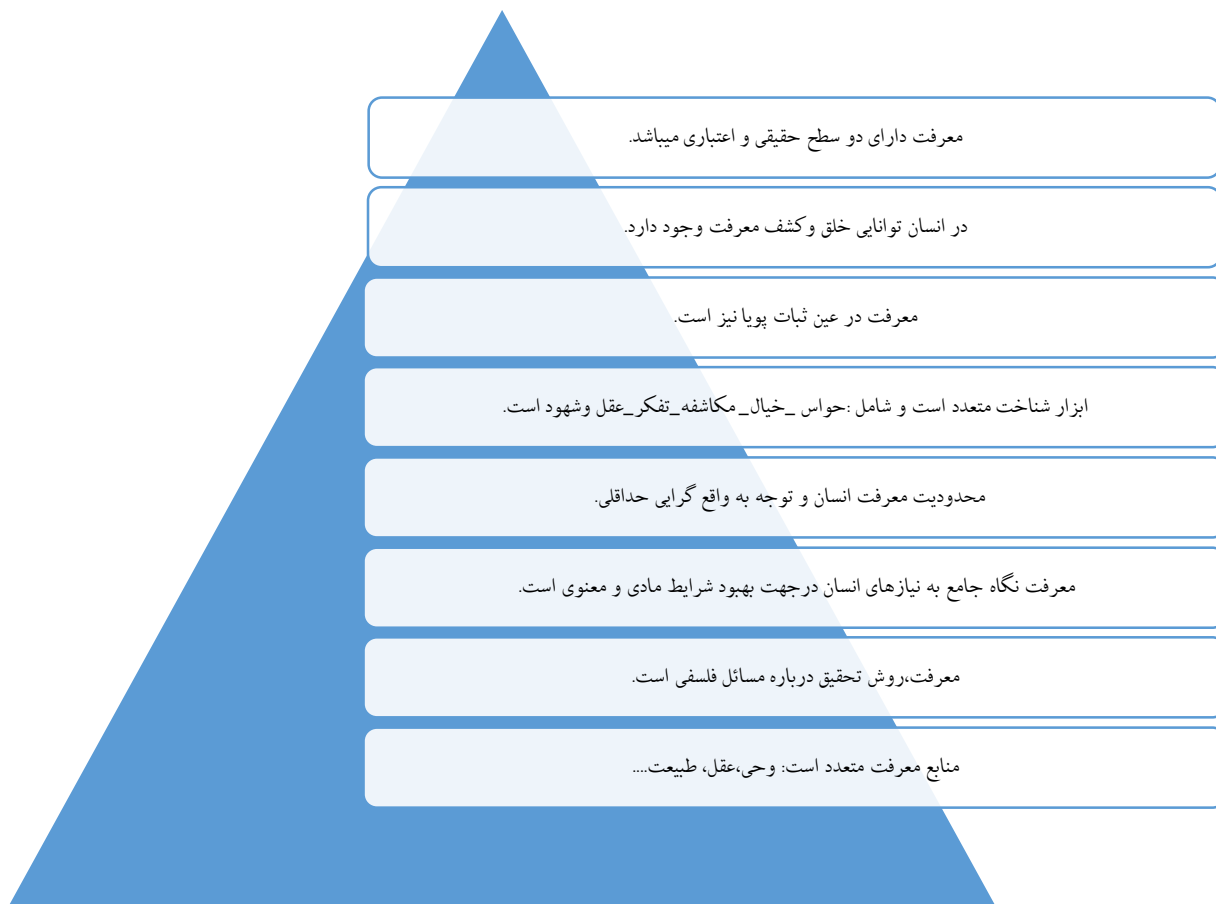 معرفت دارای دو سطح حقیقی و اعتباری میباشد.
در انسان توانایی خلق وکشف معرفت وجود دارد.
معرفت در عین ثبات پویا نیز است.
ابزار شناخت متعدد است و شامل :حواس _خیال_ مکاشفه_تفکر_عقل وشهود است.
محدودیت معرفت انسان و توجه به واقع گرایی حداقلی.
معرفت نگاه جامع به نیازهای انسان درجهت بهبود شرایط مادی و معنوی است.
معرفت،روش تحقیق درباره مسائل فلسفی است.
منابع معرفت متعدد است: وحی،عقل، طبیعت....